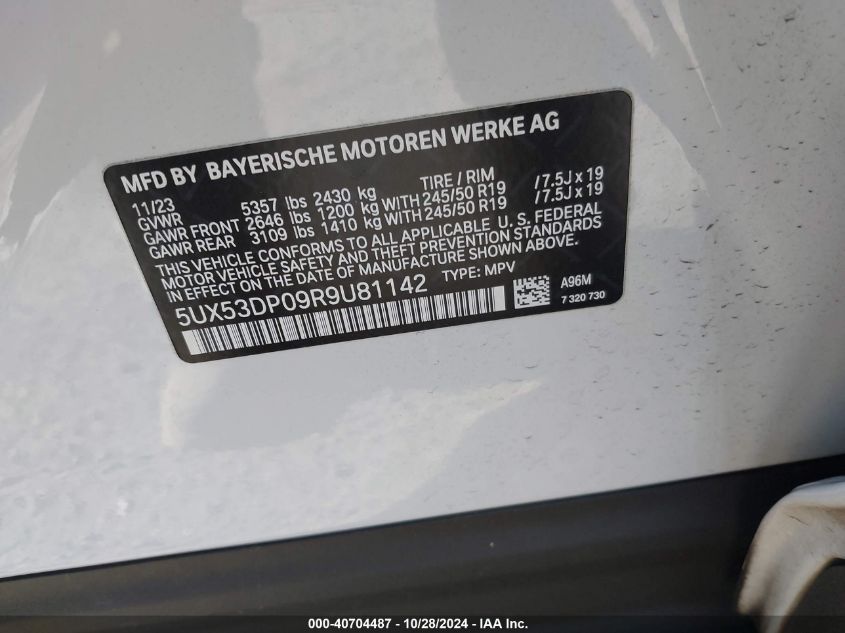 MFD BY BAYERISCHE MOTOREN WERKE AG
11/23 TIRE / RIM
GVWR 5357 lbs 2430 kg
GAWR FRONT 2646 lbs 1200 kg WITH 245/50 R19 /7.5J x 19
GAWR REAR 3109 lbs 1410 kg WITH 245/50 R19 /7.5J x 19
THIS VEHICLE CONFORMS TO ALL APPLICABLE U. S. FEDERAL
MOTOR VEHICLE SAFETY AND THEFT PREVENTION STANDARDS
IN EFFECT ON THE DATE OF MANUFACTURE SHOWN ABOVE.
5UX53DP09R9U81142 TYPE: MPV
A96M
7 320 730
000-40704487 - 10/28/2024 - IAA Inc.